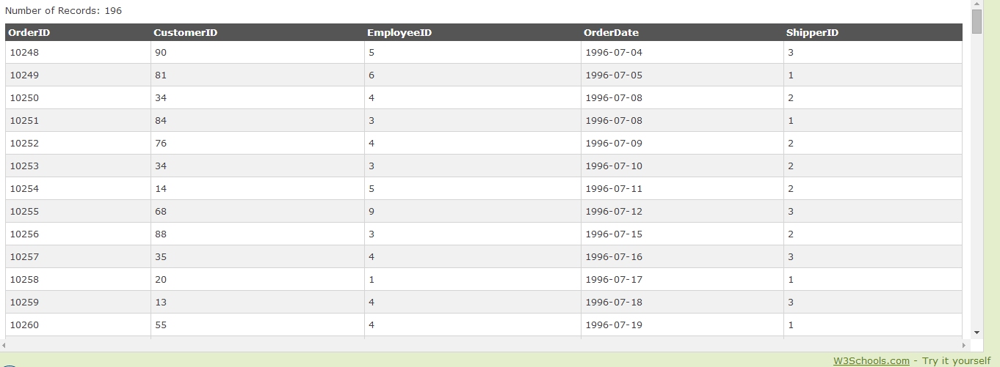 Number of Records: 196
OrderID CustomerID EmployeeID OrderDate ShipperID
10248 90 5 1996-07-04 3
10249 81 6 1996-07-05 1
10250 34 4 1996-07-08 2
10251 84 3 1996-07-08 1
10252 76 4 1996-07-09 2
10253 34 3 1996-07-10 2
10254 14 5 1996-07-11 2
10255 68 9 1996-07-12 3
10256 88 3 1996-07-15 2
10257 35 4 1996-07-16 3
10258 20 1 1996-07-17 1
10259 13 4 1996-07-18 3
10260 55 4 1996-07-19 1
W3Schools.com - Try it yourself